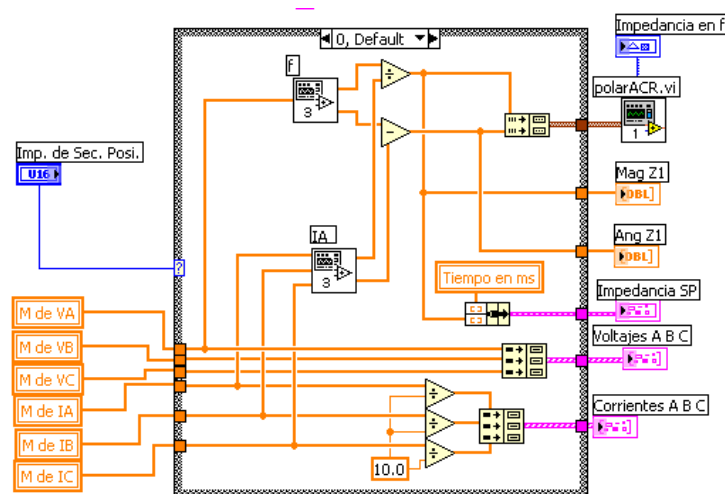 Impedancia en f
0, Default
f
polarACR.vi
3
1
Imp. de Sec. Posi.
U16
Mag Z1
DBL
?
IA
Ang Z1
DBL
3
Tiempo en ms
Impedancia SP
M de VA
Voltajes A B C
M de VB
M de VC
M de IA
Corrientes A B C
M de IB
10.0
M de IC